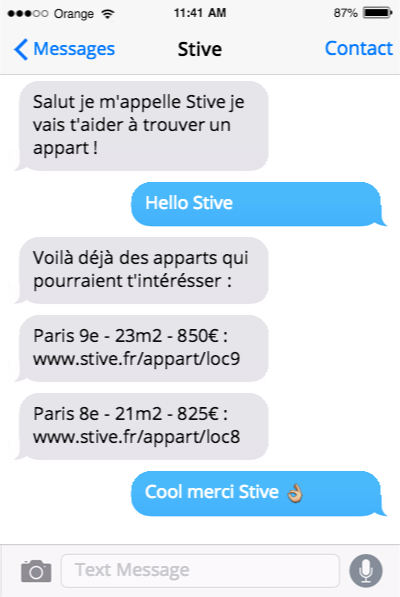 Orange 11:41 AM 87%
Messages Stive Contact
Salut je m'appelle Stive je
vais t'aider à trouver un
appart !
Hello Stive
Voilà déjà des apparts qui
pourraient t'intérésser :
Paris 9e - 23m2 - 850€ :
www.stive.fr/appart/loc9
Paris 8e - 21m2 - 825€ :
www.stive.fr/appart/loc8
Cool merci Stive 👌🏼
Text Message